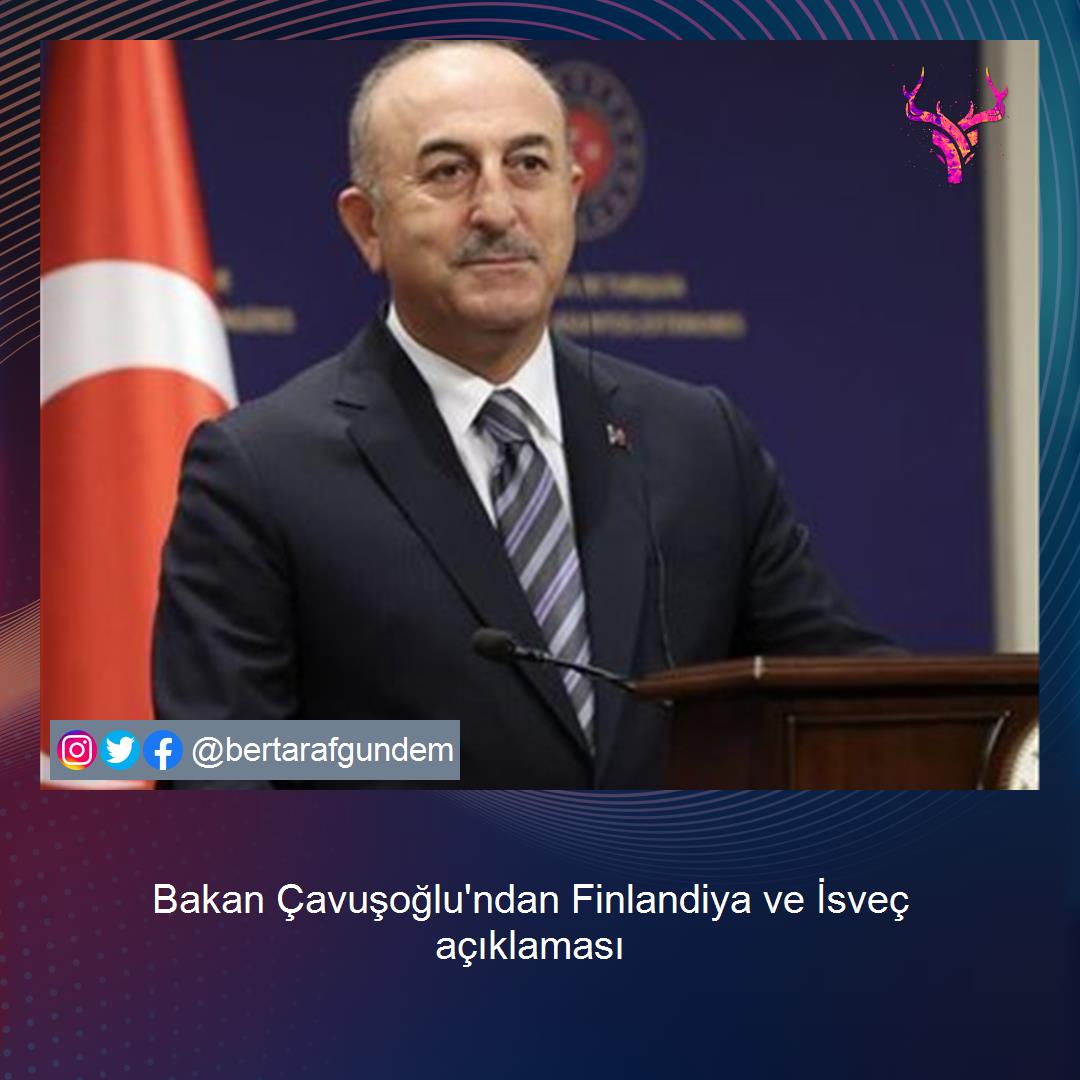 @bertarafgundem
Bakan Çavuşoğlu'ndan Finlandiya ve İsveç
açıklaması